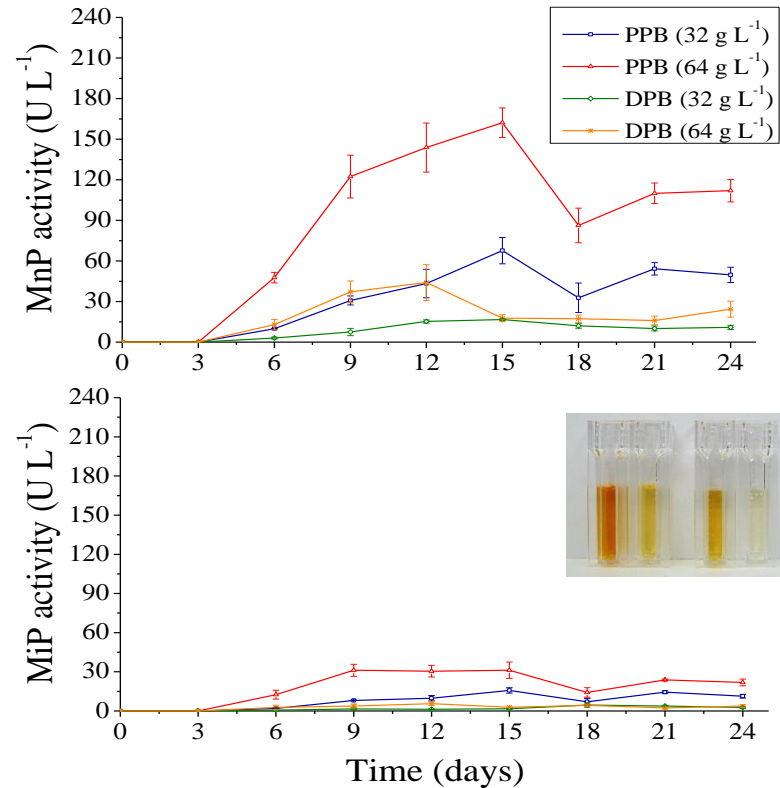 240
210
180
150
120
90
60
30
0
MnP activity (U L-1)
PPB (32 g L-1)
PPB (64 g L-1)
DPB (32 g L-1)
DPB (64 g L-1)
0 3 6 9 12 15 18 21 24
240
210
180
150
120
90
60
30
0
MiP activity (U L-1)
0 3 6 9 12 15 18 21 24
Time (days)